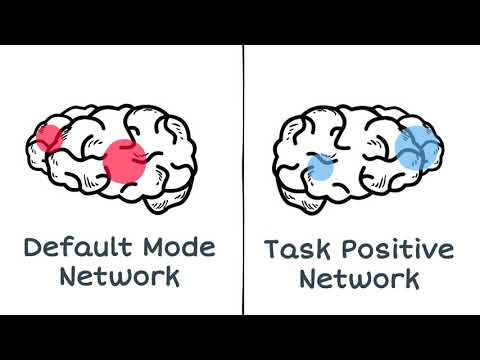 Default Mode
Network
Task Positive
Network